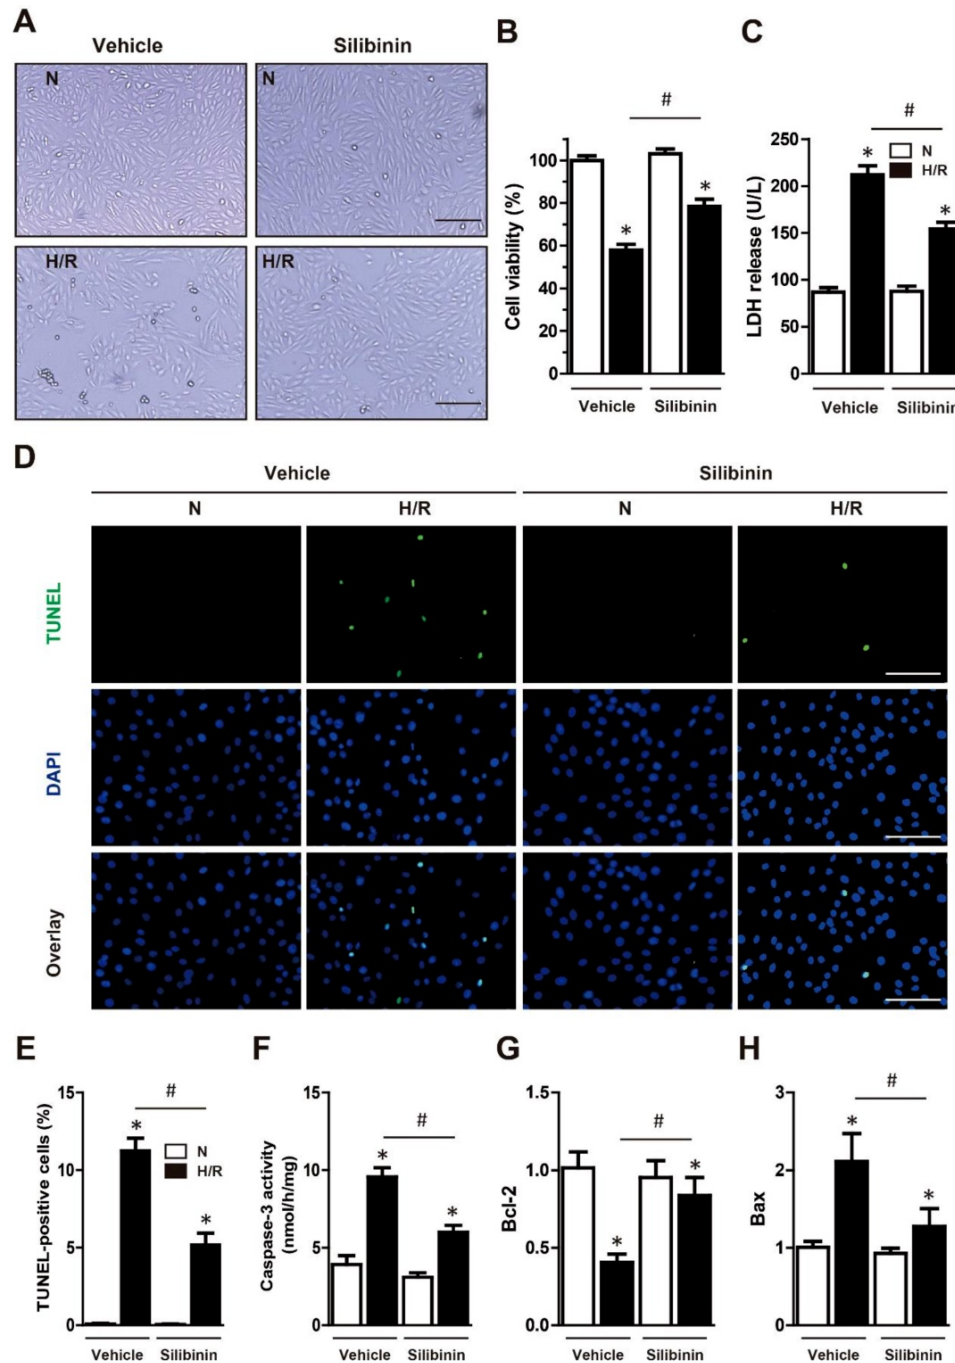 A
Vehicle
Silibinin
N
N
H/R
H/R
B
#
Cell viability (%)
100
80
60
40
20
0
*
*
Vehicle
Silibinin
C
#
LDH release (U/L)
250
200
150
100
50
0
N
H/R
*
*
Vehicle
Silibinin
D
Vehicle
Silibinin
N
H/R
N
H/R
TUNEL
DAPI
Overlay
E
#
TUNEL-positive cells (%)
15
10
5
0
N
H/R
*
*
Vehicle
Silibinin
F
#
Caspase-3 activity
(nmol/h/mg)
15
10
5
0
*
*
Vehicle
Silibinin
G
#
Bcl-2
1.5
1.0
0.5
0.0
*
*
Vehicle
Silibinin
H
#
Bax
3
2
1
0
*
*
Vehicle
Silibinin